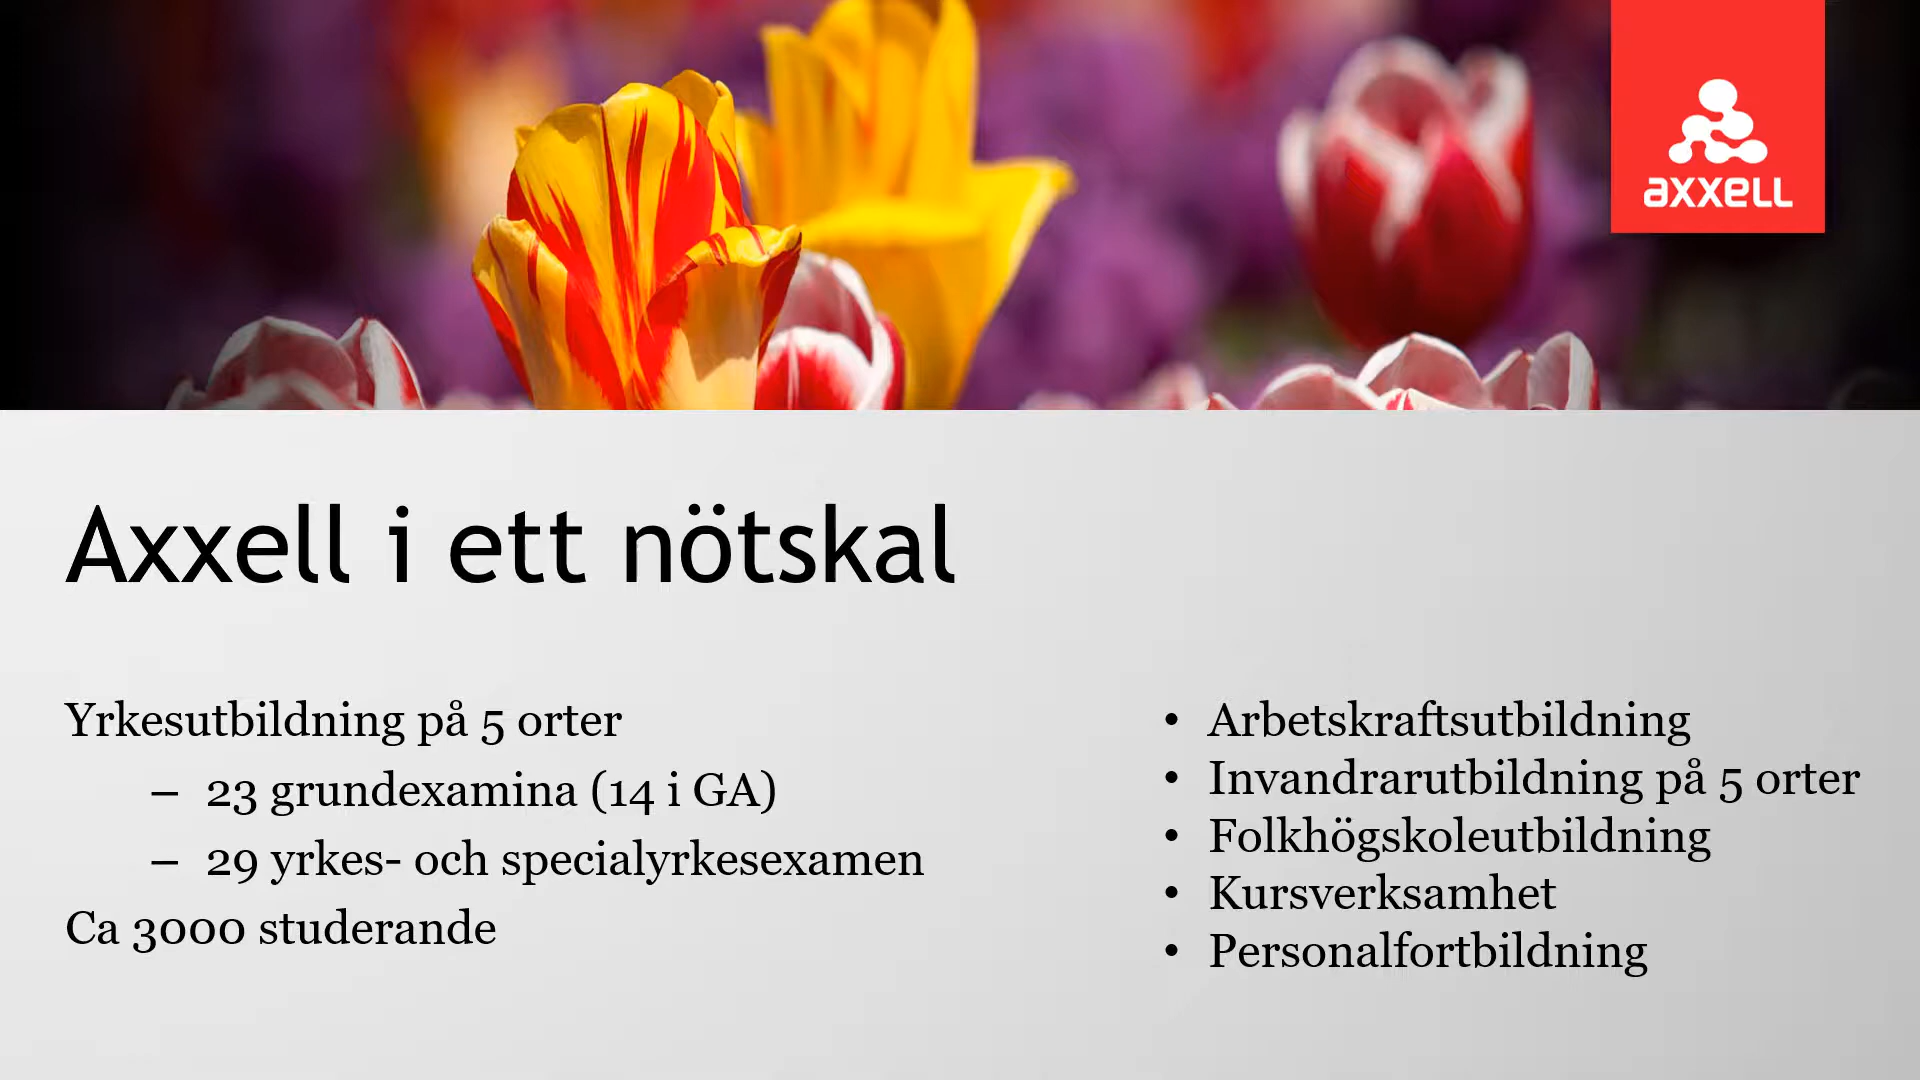 axxell
Axxell i ett nötskal
Yrkesutbildning på 5 orter
– 23 grundexamina (14 i GA)
– 29 yrkes- och specialyrkesexamen
Ca 3000 studerande
• Arbetskraftsutbildning
• Invandrarutbildning på 5 orter
• Folkhögskoleutbildning
• Kursverksamhet
• Personalfortbildning